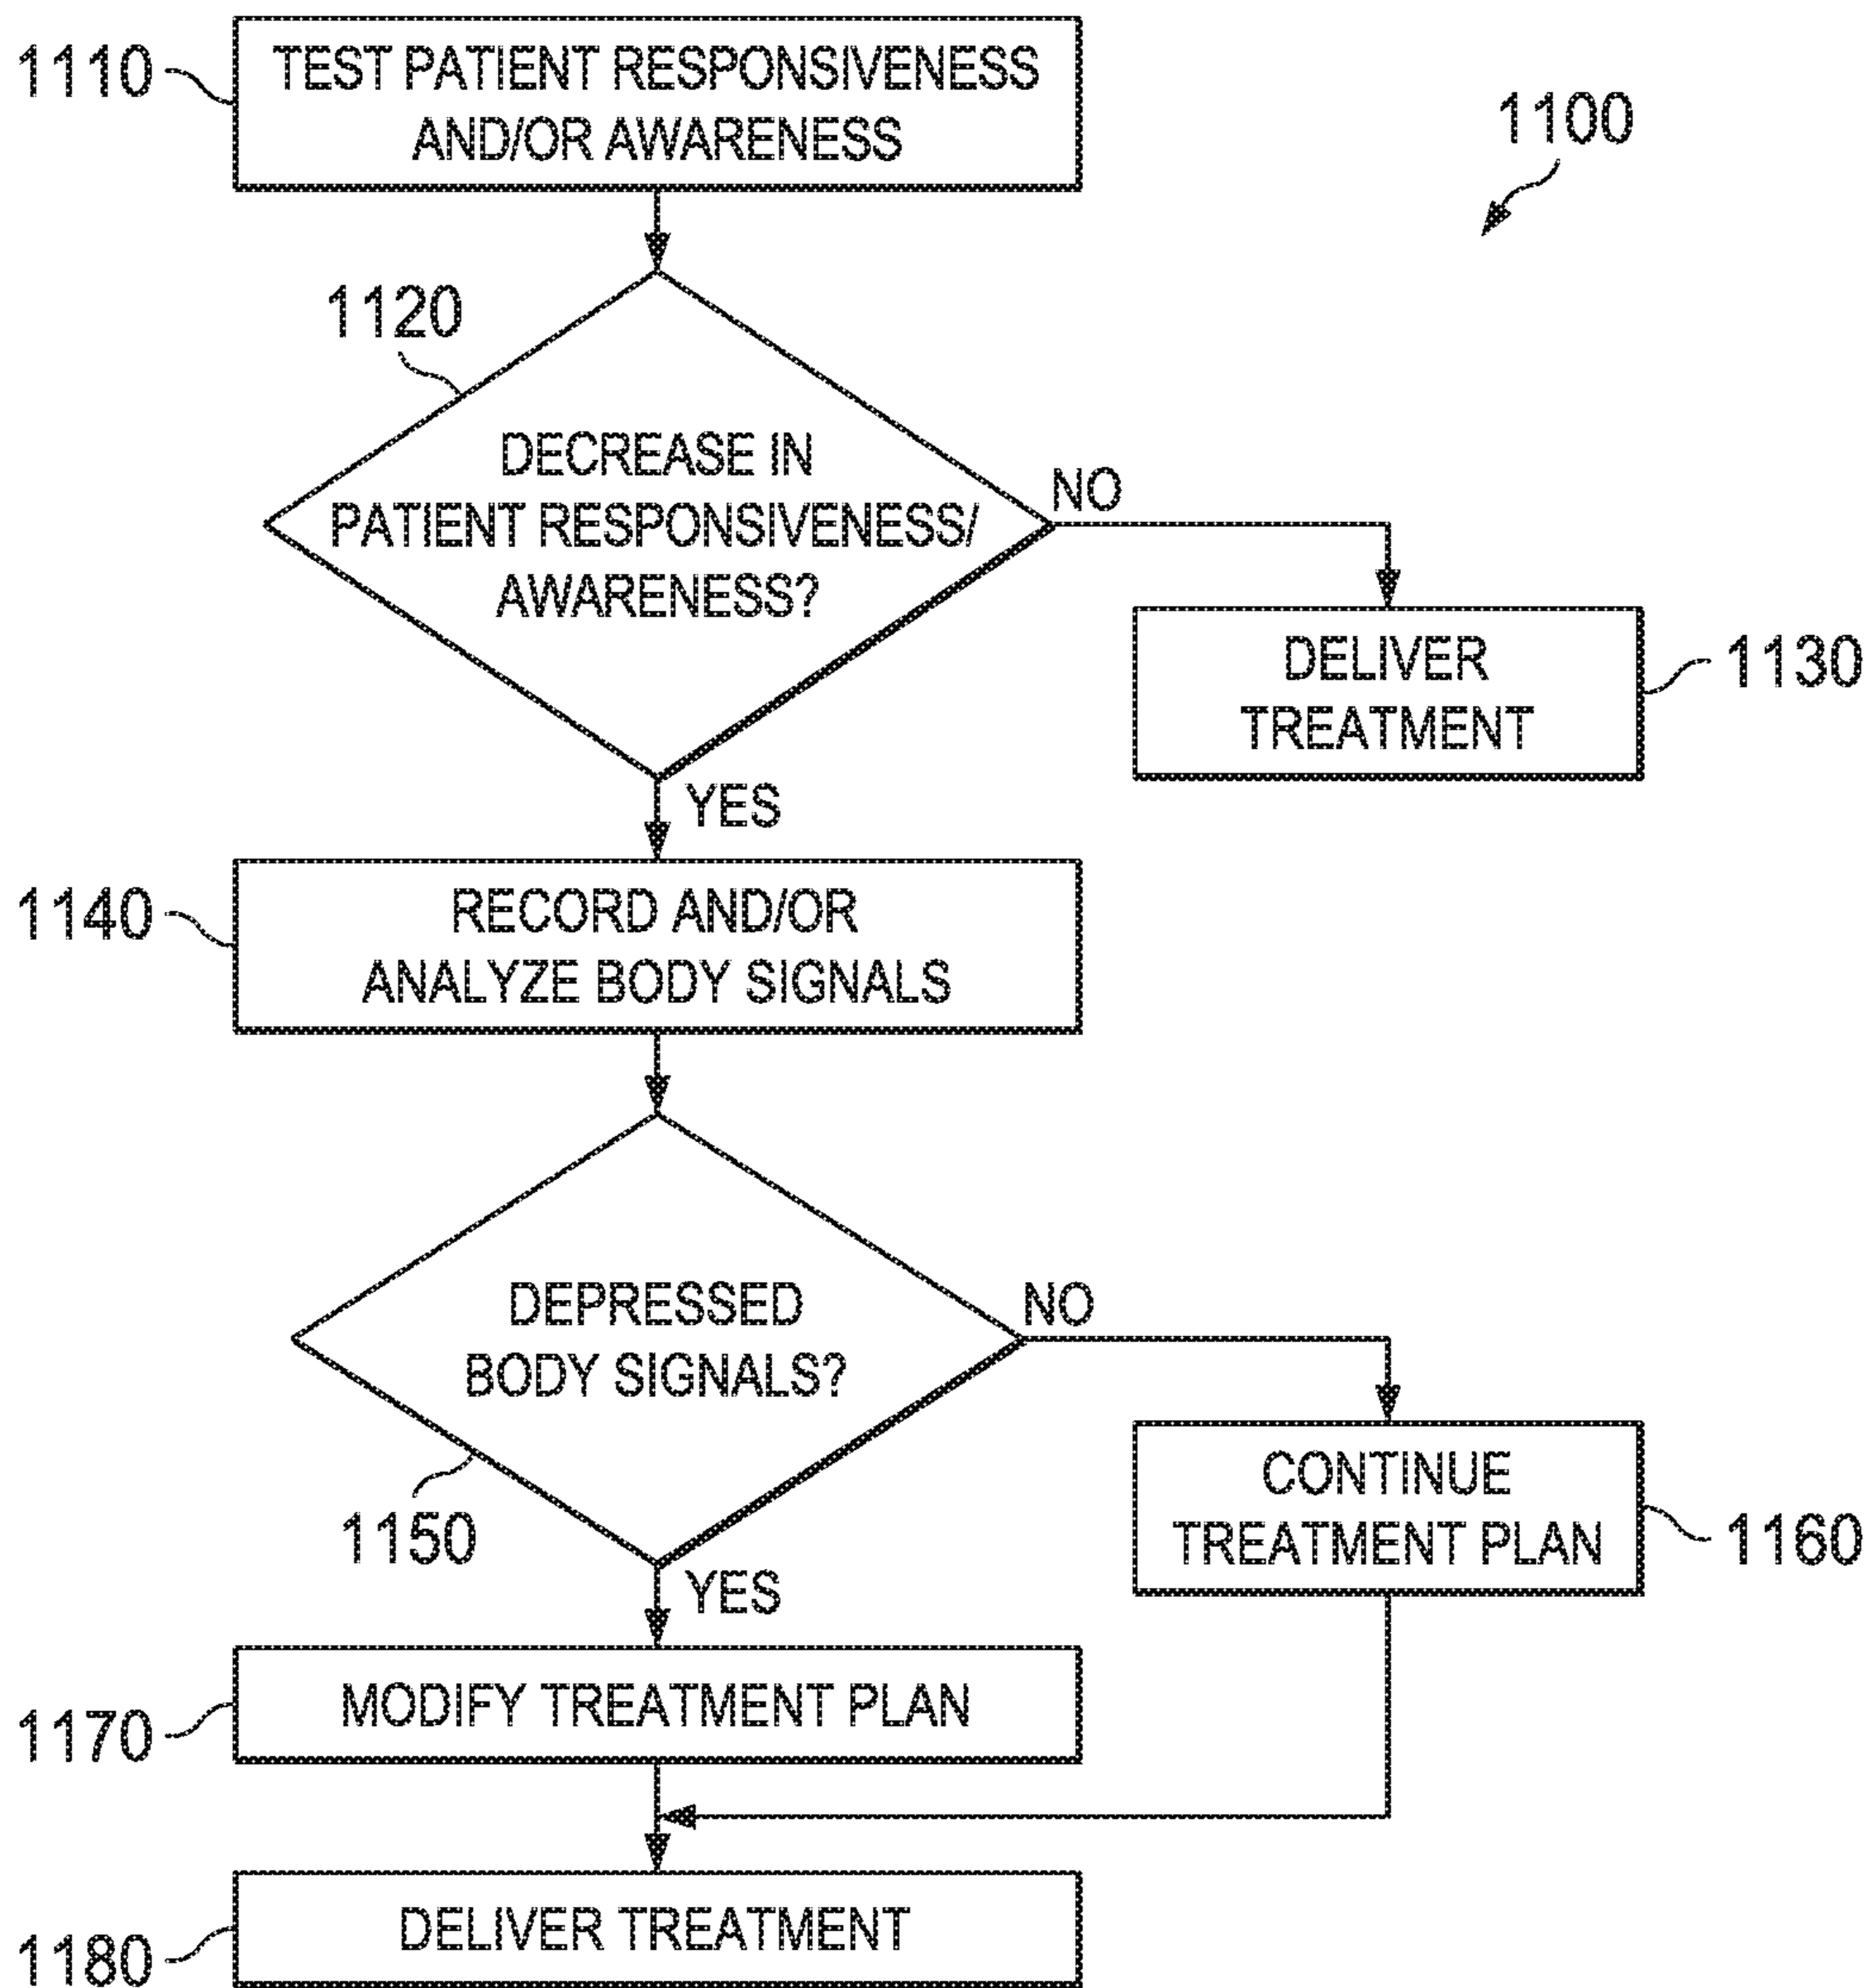 1110
TEST PATIENT RESPONSIVENESS
AND/OR AWARENESS
1100
1120
DECREASE IN
PATIENT RESPONSIVENESS/
AWARENESS?
NO
DELIVER
TREATMENT
1130
YES
1140
RECORD AND/OR
ANALYZE BODY SIGNALS
DEPRESSED
BODY SIGNALS?
NO
1150
CONTINUE
TREATMENT PLAN
1160
YES
1170
MODIFY TREATMENT PLAN
1180
DELIVER TREATMENT